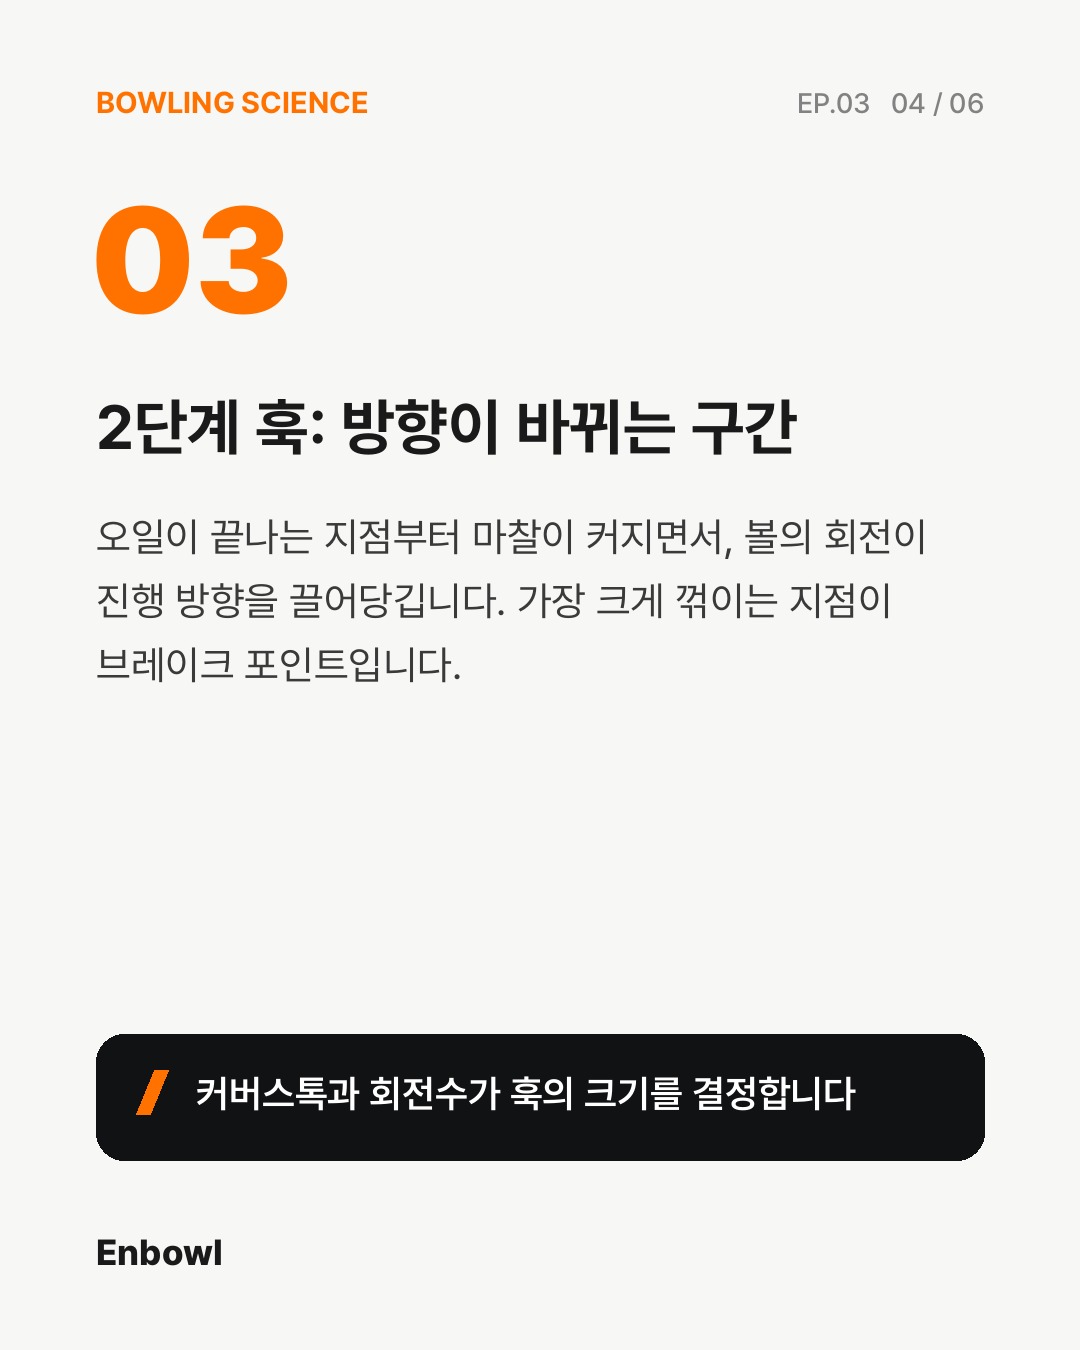 BOWLING SCIENCE
EP.03 04 / 06
03
2단계 훅: 방향이 바뀌는 구간
오일이 끝나는 지점부터 마찰이 커지면서, 볼의 회전이
진행 방향을 끌어당깁니다. 가장 크게 꺾이는 지점이
브레이크 포인트입니다.
커버스톡과 회전수가 훅의 크기를 결정합니다
Enbowl